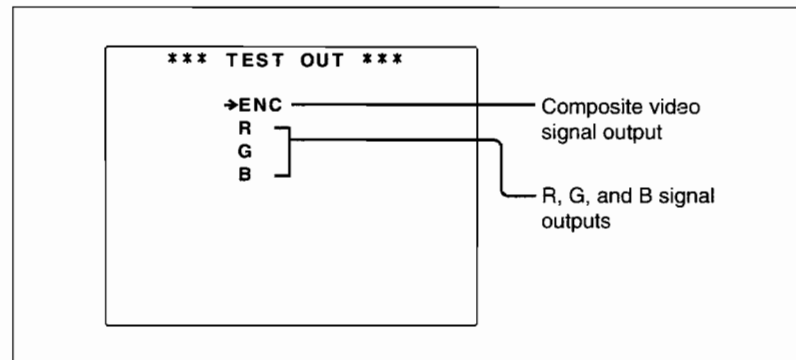 *** TEST OUT ***
→ENC
R
G
B
Composite video
signal output
R, G, and B signal
outputs